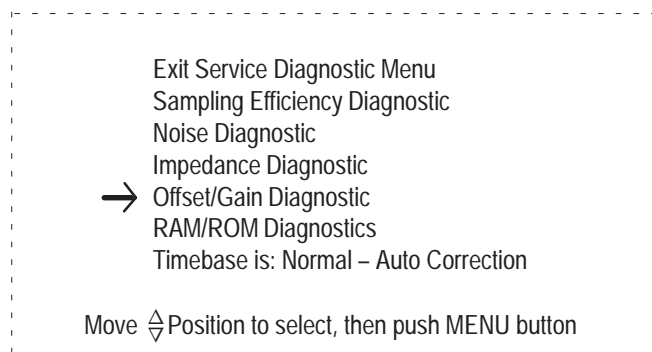 Exit Service Diagnostic Menu
Sampling Efficiency Diagnostic
Noise Diagnostic
Impedance Diagnostic
→ Offset/Gain Diagnostic
RAM/ROM Diagnostics
Timebase is: Normal – Auto Correction
Move △▽ Position to select, then push MENU button